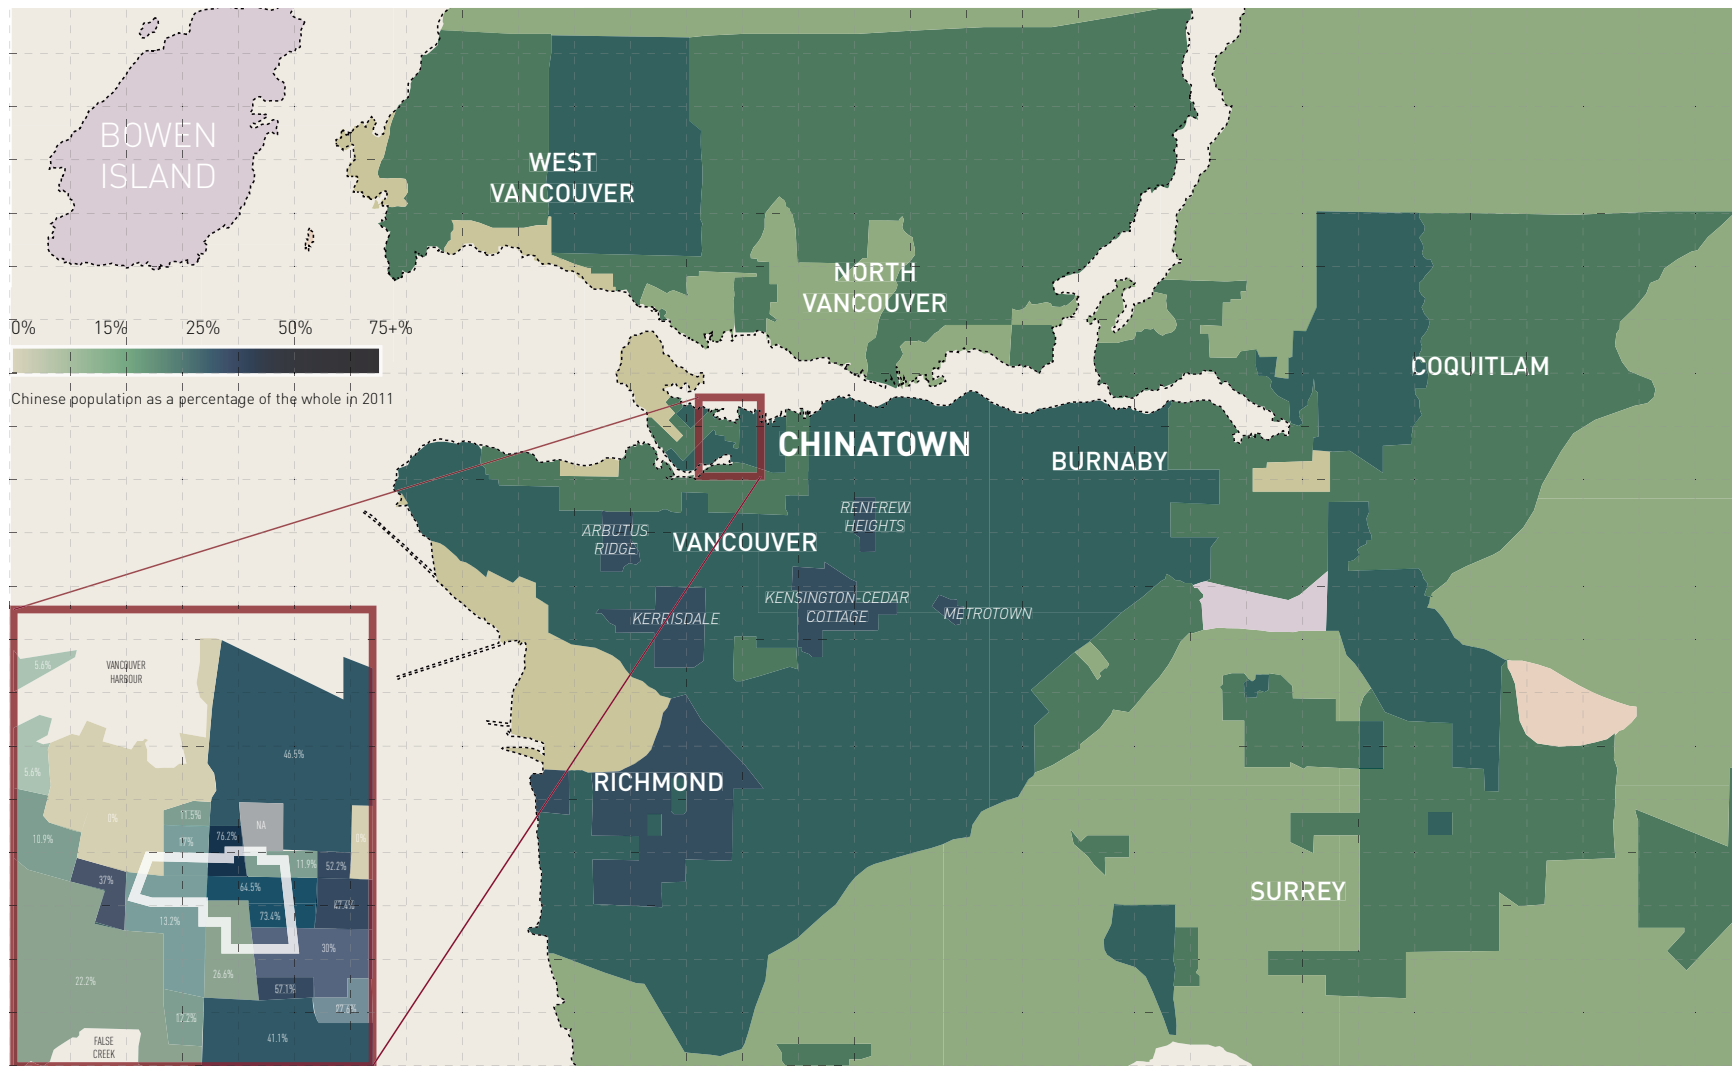 BOWEN
ISLAND
WEST
VANCOUVER
NORTH
VANCOUVER
0% 15% 25% 50% 75+%
Chinese population as a percentage of the whole in 2011
COQUITLAM
CHINATOWN
BURNABY
RENFREW
HEIGHTS
ARBUTUS
RIDGE
VANCOUVER
KENSINGTON-CEDAR
COTTAGE
KERRISDALE
METROTOWN
RICHMOND
SURREY
5.6%
VANCOUVER
HARBOUR
46.5%
5.6%
0%
11.5%
NA
10.9%
17%
76.2%
0%
11.9%
52.2%
37%
64.5%
13.2%
73.4%
30%
26.6%
22.2%
57.1%
41.1%
FALSE
CREEK